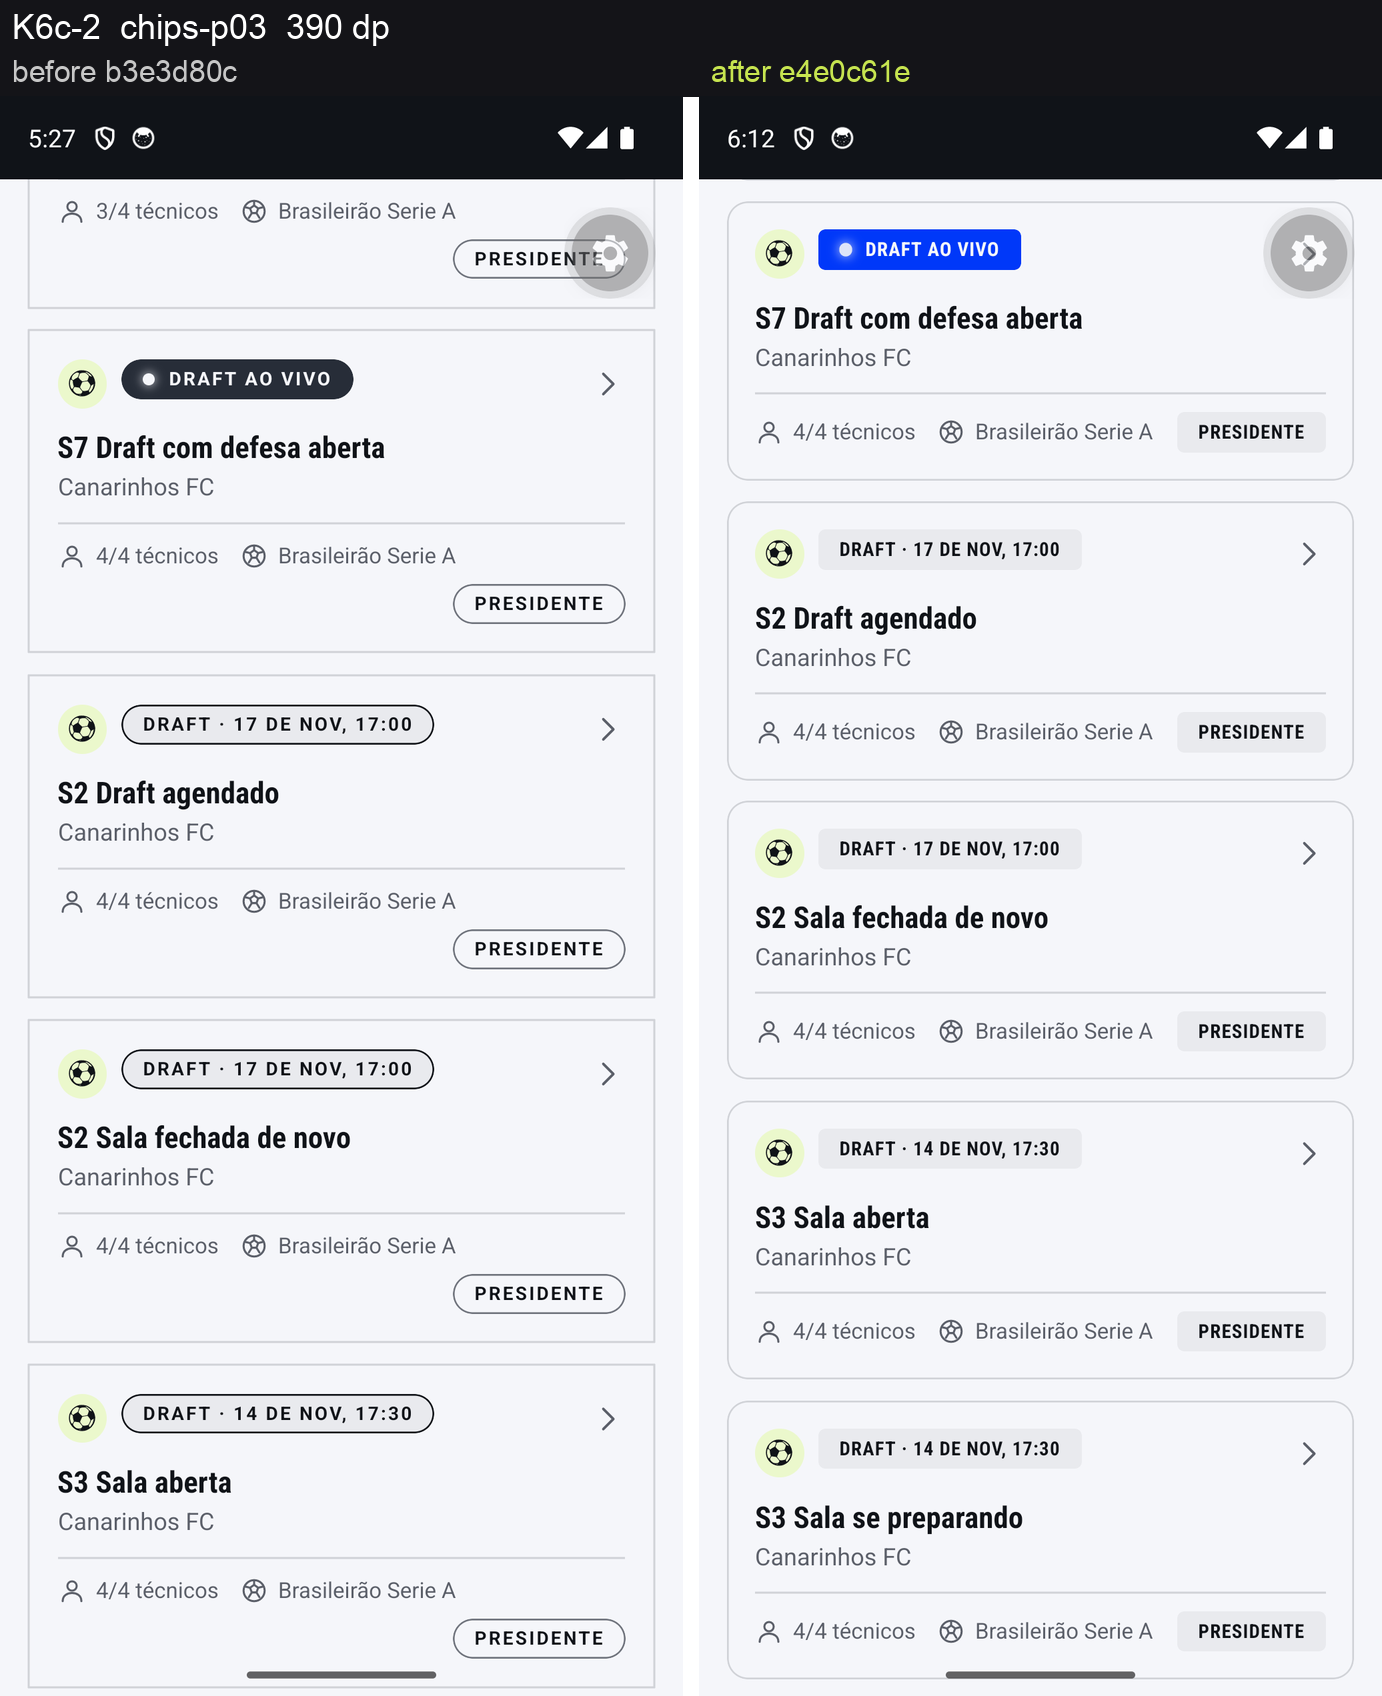 K6c-2 chips-p03 390 dp
before b3e3d80c
5:27
3/4 técnicos Brasileirão Serie A
PRESIDENTE
DRAFT AO VIVO
S7 Draft com defesa aberta
Canarinhos FC
4/4 técnicos Brasileirão Serie A
PRESIDENTE
DRAFT · 17 DE NOV, 17:00
S2 Draft agendado
Canarinhos FC
4/4 técnicos Brasileirão Serie A
PRESIDENTE
DRAFT · 17 DE NOV, 17:00
S2 Sala fechada de novo
Canarinhos FC
4/4 técnicos Brasileirão Serie A
PRESIDENTE
DRAFT · 14 DE NOV, 17:30
S3 Sala aberta
Canarinhos FC
4/4 técnicos Brasileirão Serie A
PRESIDENTE
after e4e0c61e
6:12
DRAFT AO VIVO
S7 Draft com defesa aberta
Canarinhos FC
4/4 técnicos Brasileirão Serie A PRESIDENTE
DRAFT · 17 DE NOV, 17:00
S2 Draft agendado
Canarinhos FC
4/4 técnicos Brasileirão Serie A PRESIDENTE
DRAFT · 17 DE NOV, 17:00
S2 Sala fechada de novo
Canarinhos FC
4/4 técnicos Brasileirão Serie A PRESIDENTE
DRAFT · 14 DE NOV, 17:30
S3 Sala aberta
Canarinhos FC
4/4 técnicos Brasileirão Serie A PRESIDENTE
DRAFT · 14 DE NOV, 17:30
S3 Sala se preparando
Canarinhos FC
4/4 técnicos Brasileirão Serie A PRESIDENTE